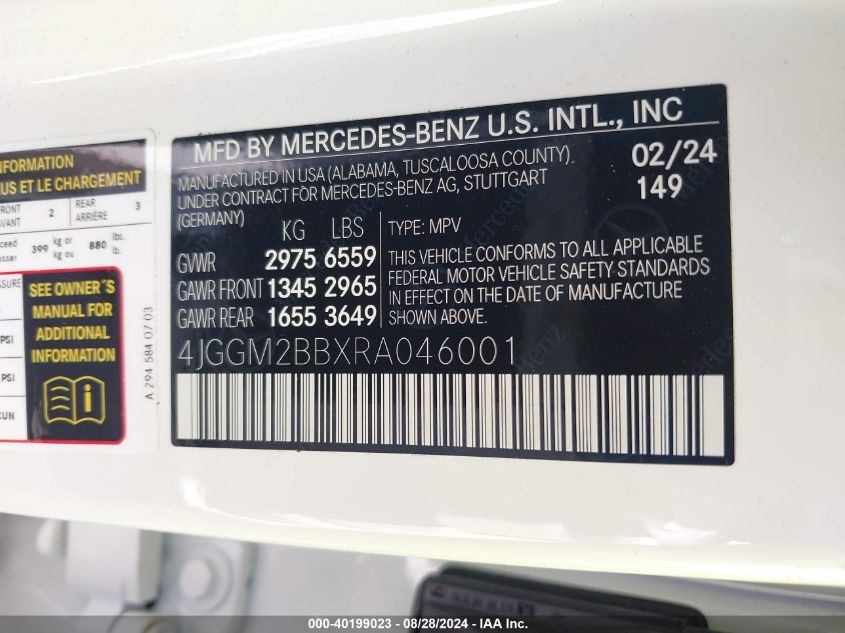 NFORMATION
US ET LE CHARGEMENT
FRONT 2 REAR 3
AVANT ARRIÈRE
399 kg or 880 lbs.
kg ou lb.
SEE OWNER´S
MANUAL FOR
ADDITIONAL
INFORMATION
PSI
PSI
A 294 584 07 03
MFD BY MERCEDES-BENZ U.S. INTL., INC
MANUFACTURED IN USA (ALABAMA, TUSCALOOSA COUNTY). 02/24
UNDER CONTRACT FOR MERCEDES-BENZ AG, STUTTGART 149
(GERMANY)
KG LBS TYPE: MPV
GVWR 2975 6559
GAWR FRONT 1345 2965
GAWR REAR 1655 3649
THIS VEHICLE CONFORMS TO ALL APPLICABLE
FEDERAL MOTOR VEHICLE SAFETY STANDARDS
IN EFFECT ON THE DATE OF MANUFACTURE
SHOWN ABOVE.
4JGGM2BBXRA046001
000-40199023 - 08/28/2024 - IAA Inc.